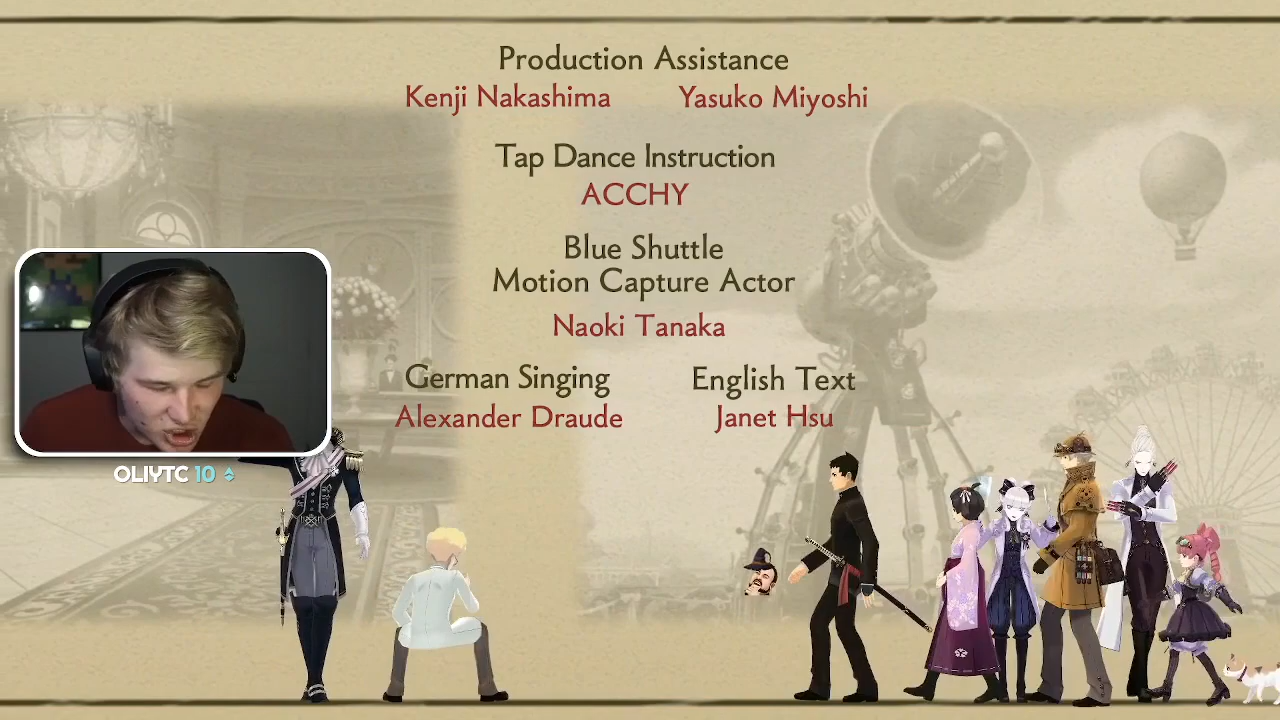 Production Assistance
Kenji Nakashima Yasuko Miyoshi
Tap Dance Instruction
ACCHY
Blue Shuttle
Motion Capture Actor
Naoki Tanaka
German Singing English Text
Alexander Draude Janet Hsu
OLIYTC 10